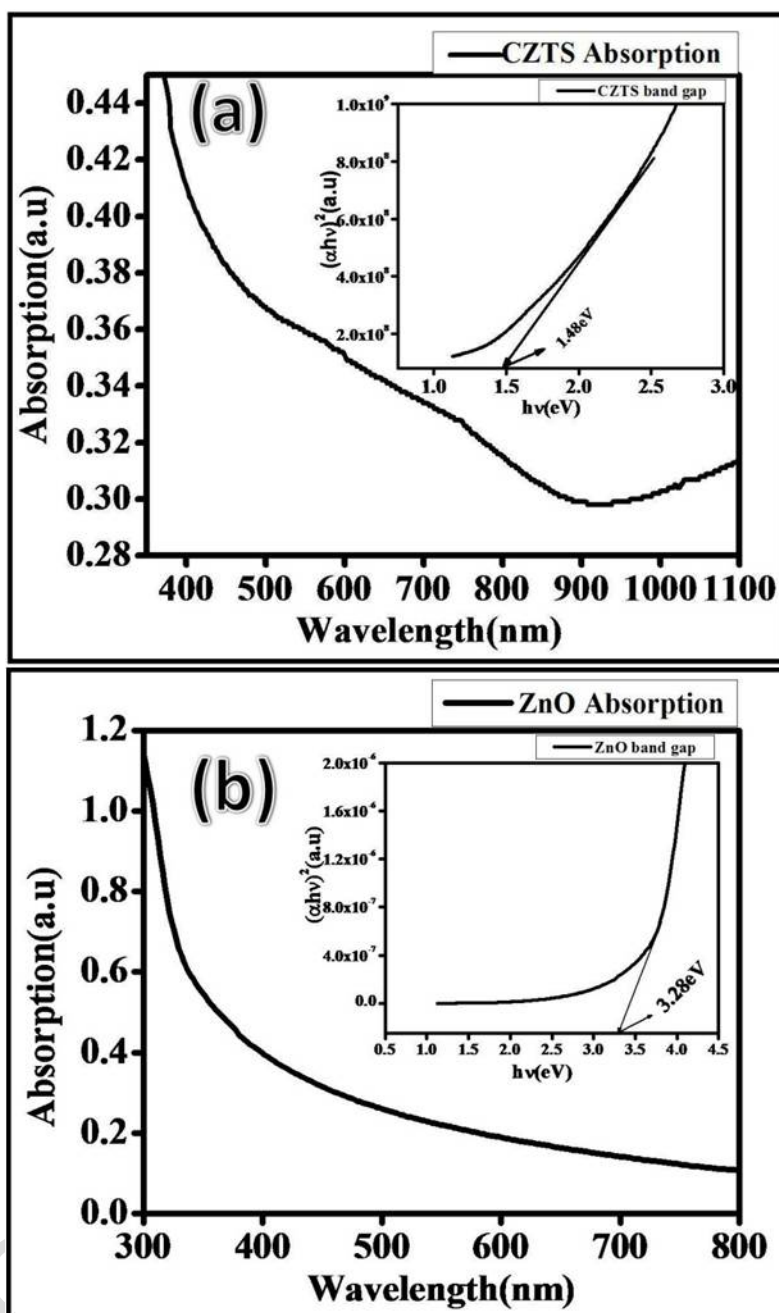 CZTS Absorption
(a)
CZTS band gap
Absorption(a.u)
0.44
0.42
0.40
0.38
0.36
0.34
0.32
0.30
0.28
(αhν)²(a.u)
1.0x10⁹
8.0x10⁸
6.0x10⁸
4.0x10⁸
2.0x10⁸
1.48eV
1.0 1.5 2.0 2.5 3.0
hν(eV)
400 500 600 700 800 900 1000 1100
Wavelength(nm)
ZnO Absorption
(b)
ZnO band gap
Absorption(a.u)
1.2
1.0
0.8
0.6
0.4
0.2
0.0
(αhν)²(a.u)
2.0x10⁻⁶
1.6x10⁻⁶
1.2x10⁻⁶
8.0x10⁻⁷
4.0x10⁻⁷
0.0
3.28eV
0.5 1.0 1.5 2.0 2.5 3.0 3.5 4.0 4.5
hν(eV)
300 400 500 600 700 800
Wavelength(nm)